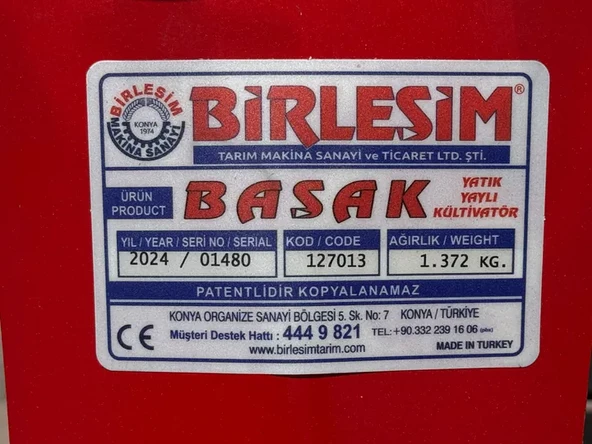 BİRLEŞİM
KONYA
1974
MAKİNA SANAYİ
BİRLEŞİM®
TARIM MAKİNA SANAYİ ve TİCARET LTD. ŞTİ.
ÜRÜN
PRODUCT
BAŞAK
YATIK
YAYLI
KÜLTİVATÖR
YIL / YEAR / SERİ NO / SERIAL
2024 / 01480
KOD / CODE
127013
AĞIRLIK / WEIGHT
1.372 KG.
PATENTLİDİR KOPYALANAMAZ
KONYA ORGANİZE SANAYİ BÖLGESİ 5. Sk. No: 7 KONYA / TÜRKİYE
CE
Müşteri Destek Hattı : 444 9 821 TEL:+90.332 239 16 06 (pbx)
www.birlesimtarim.com
MADE IN TURKEY